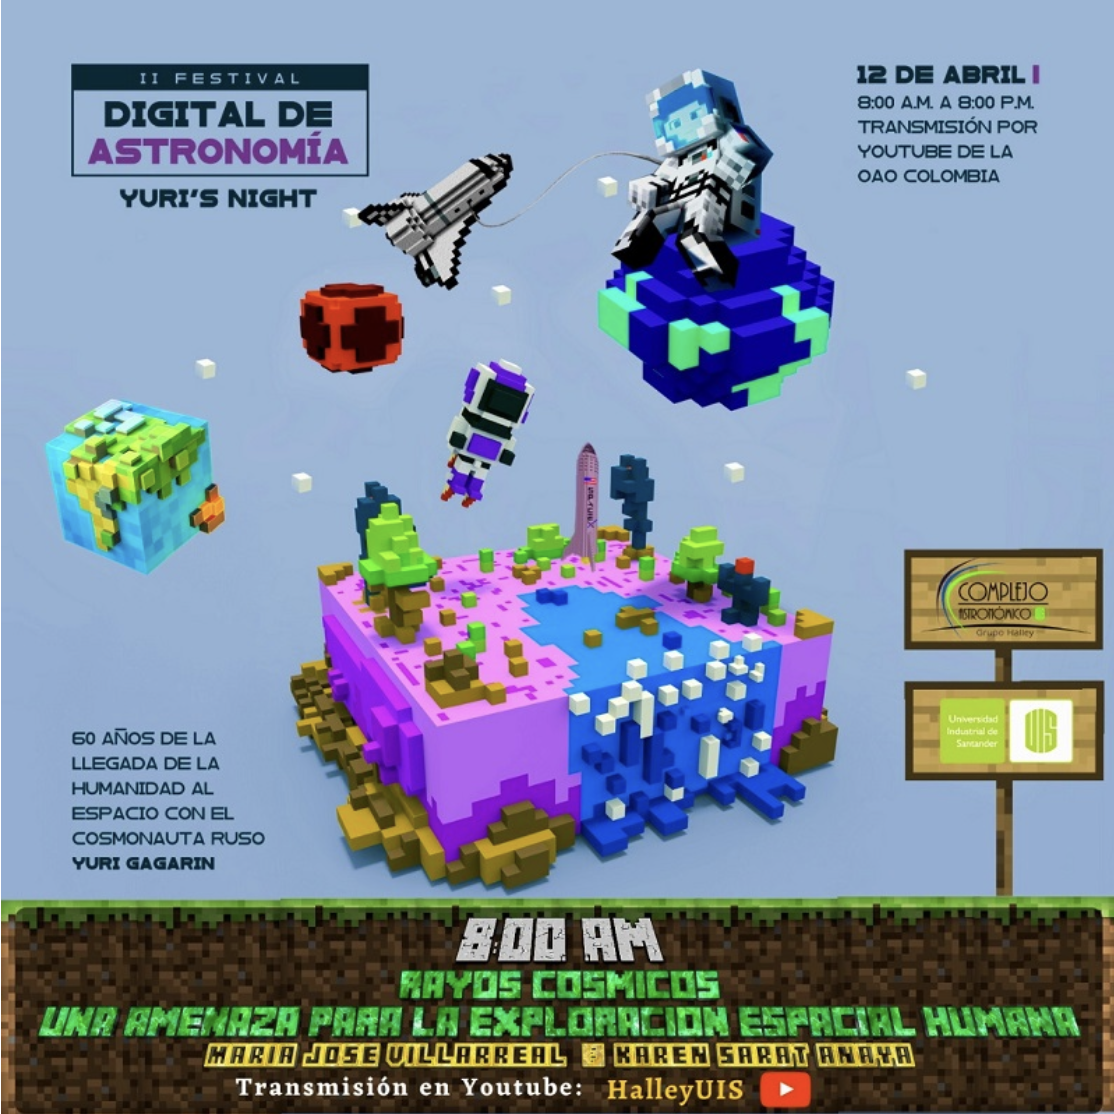 II FESTIVAL
DIGITAL DE
ASTRONOMÍA
YURI'S NIGHT
12 DE ABRIL
8:00 A.M. A 8:00 P.M.
TRANSMISIÓN POR
YOUTUBE DE LA
OAO COLOMBIA
COMPLEJO
ASTRONÓMICO
Grupo Halley
Universidad
Industrial de
Santander
UIS
60 AÑOS DE LA
LLEGADA DE LA
HUMANIDAD AL
ESPACIO CON EL
COSMONAUTA RUSO
YURI GAGARIN
8:00 AM
RAYOS COSMICOS
UNA AMENAZA PARA LA EXPLORACION ESPACIAL HUMANA
MARIA JOSE VILLARREAL
KAREN SARAT ANAYA
Transmisión en Youtube: HalleyUIS